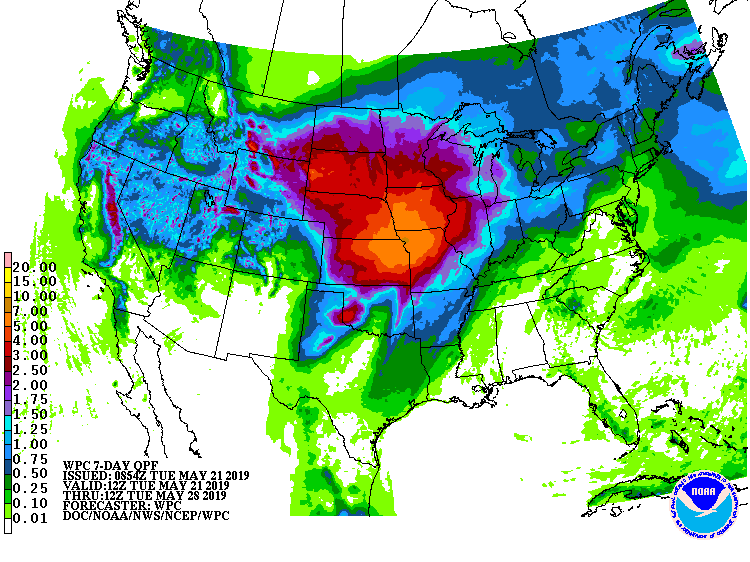 20.00
15.00
10.00
7.00
5.00
4.00
3.00
2.50
2.00
1.75
1.50
1.25
1.00
0.75
0.50
0.25
0.10
0.01
WPC 7-DAY QPF
ISSUED: 0854Z TUE MAY 21 2019
VALID:12Z TUE MAY 21 2019
THRU:12Z TUE MAY 28 2019
FORECASTER: WPC
DOC/NOAA/NWS/NCEP/WPC
NOAA